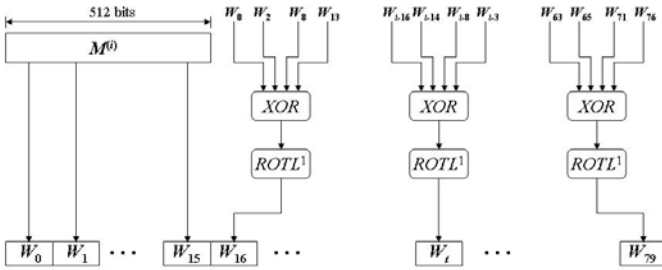 512 bits
M(i)
W0 W2 W8 W13
Wt-16 Wt-14 Wt-8 Wt-3
W63 W65 W71 W76
XOR XOR XOR
ROTL1 ROTL1 ROTL1
W0 W1 ··· W15 W16 ··· Wt ··· W79